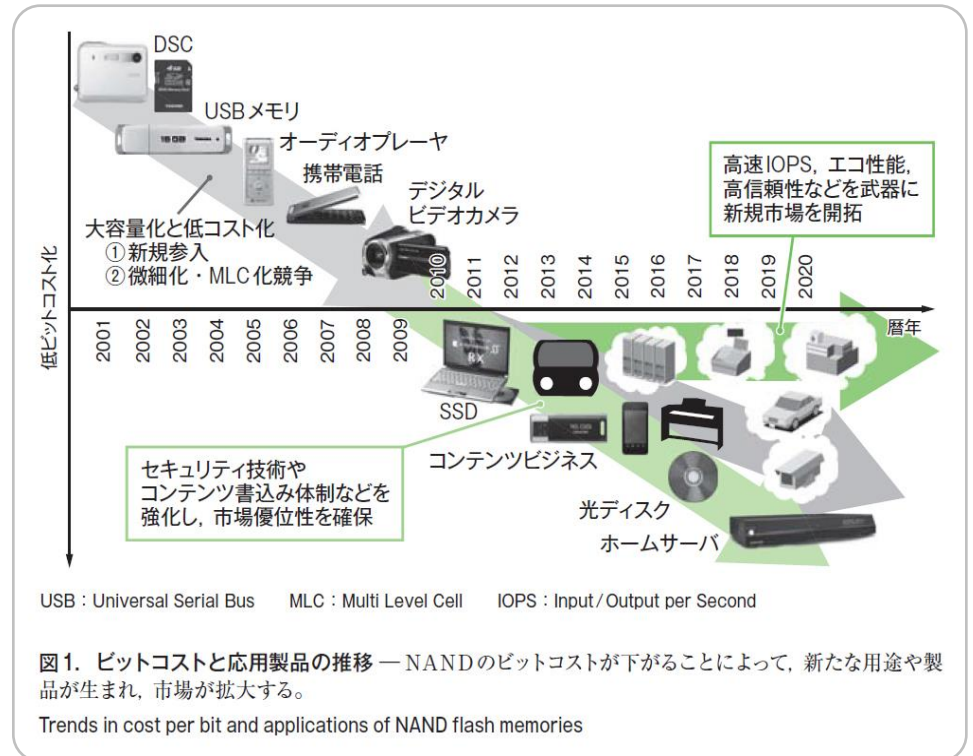 DSC
USBメモリ
オーディオプレーヤ
携帯電話
デジタル
ビデオカメラ
高速IOPS, エコ性能,
高信頼性などを武器に
新規市場を開拓
大容量化と低コスト化
①新規参入
②微細化・MLC化競争
低ビットコスト化
2010
2011
2012
2013
2014
2015
2016
2017
2018
2019
2020
暦年
2001
2002
2003
2004
2005
2006
2007
2008
2009
SSD
コンテンツビジネス
セキュリティ技術や
コンテンツ書込み体制などを
強化し, 市場優位性を確保
光ディスク
ホームサーバ
USB：Universal Serial Bus MLC：Multi Level Cell IOPS：Input/Output per Second
図1. ビットコストと応用製品の推移 — NANDのビットコストが下がることによって, 新たな用途や製
品が生まれ, 市場が拡大する。
Trends in cost per bit and applications of NAND flash memories